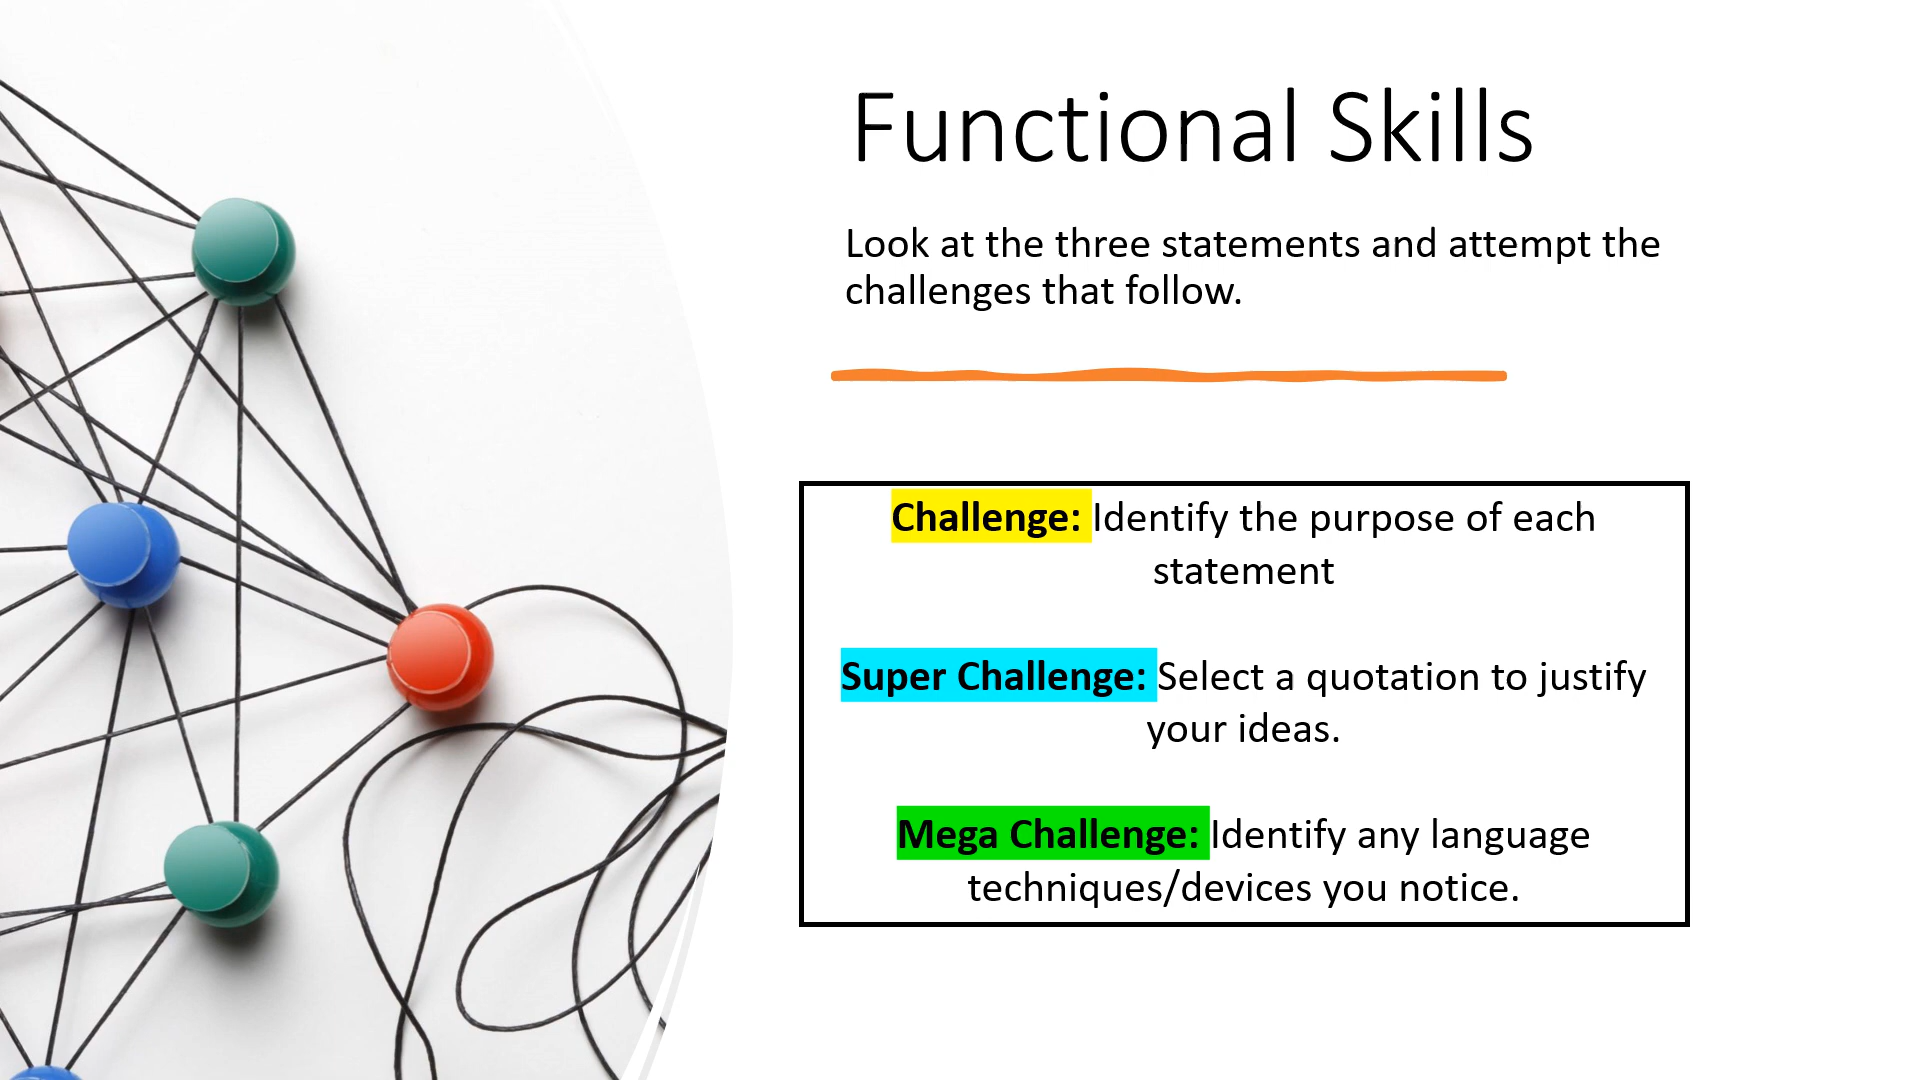 Functional Skills
Look at the three statements and attempt the
challenges that follow.
Challenge: Identify the purpose of each
statement
Super Challenge: Select a quotation to justify
your ideas.
Mega Challenge: Identify any language
techniques/devices you notice.